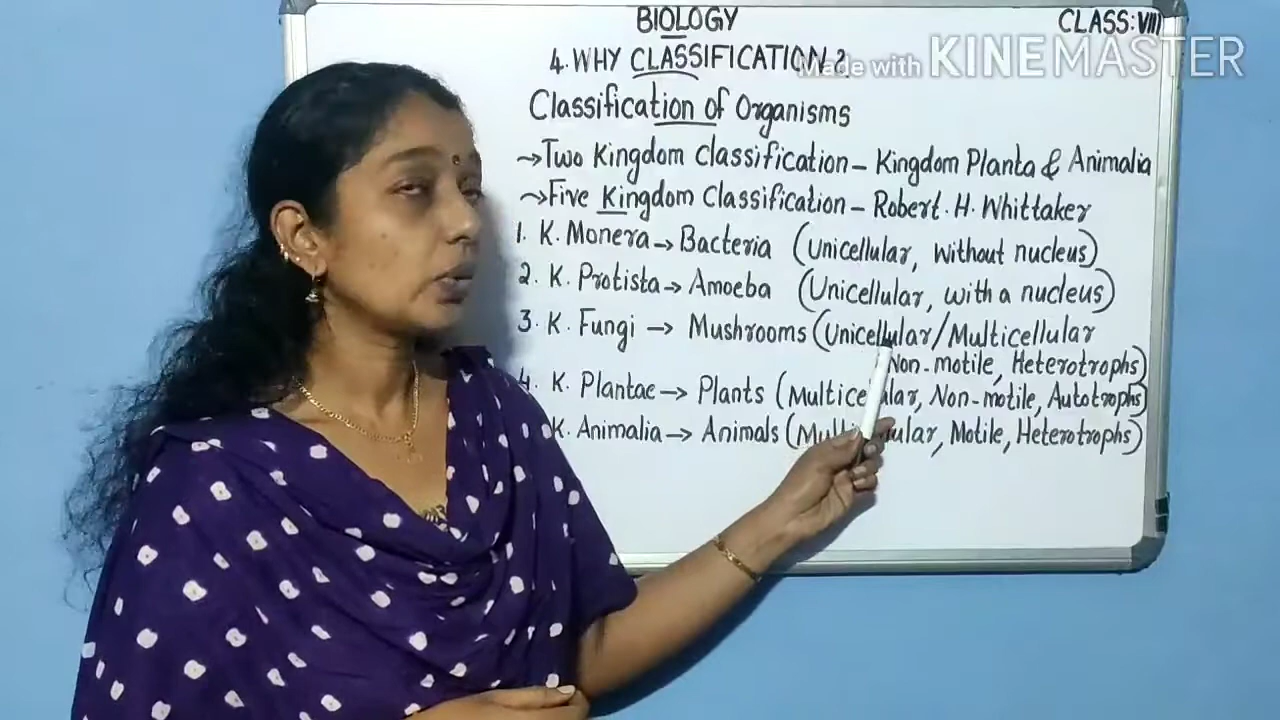 BIOLOGY
CLASS: VIII
4. WHY CLASSIFICATION?
Made with KINEMASTER
Classification of Organisms
→Two Kingdom Classification – Kingdom Planta & Animalia
→Five Kingdom Classification – Robert. H. Whittaker
1. K. Monera → Bacteria (Unicellular, without nucleus)
2. K. Protista → Amoeba (Unicellular, with a nucleus)
3. K. Fungi → Mushrooms (Unicellular/Multicellular
Non-motile, Heterotrophs)
4. K. Plantae → Plants (Multicellular, Non-motile, Autotrophs)
K. Animalia → Animals (Multicellular, Motile, Heterotrophs)